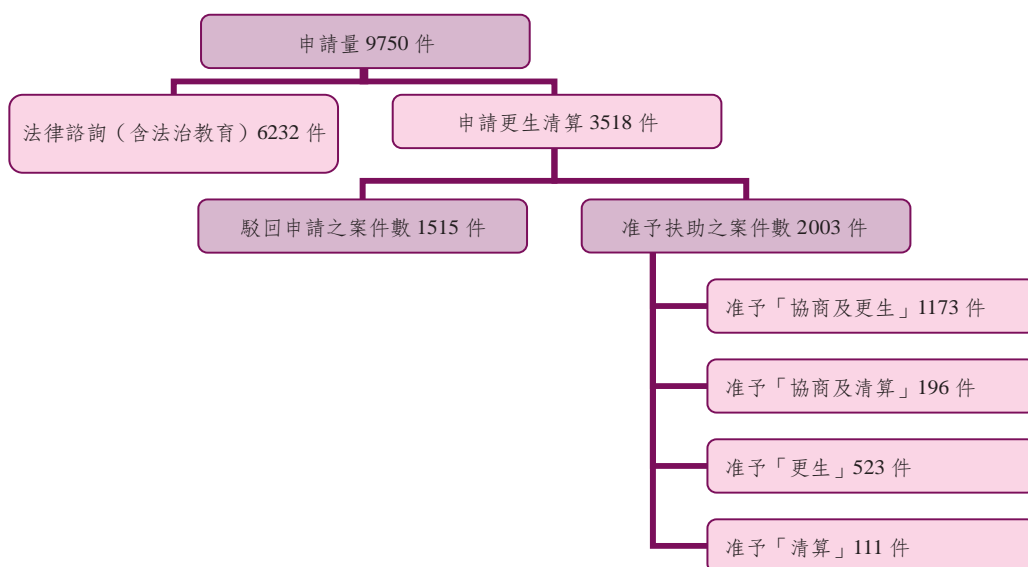 申請量 9750 件
法律諮詢（含法治教育）6232 件
申請更生清算 3518 件
駁回申請之案件數 1515 件
准予扶助之案件數 2003 件
准予「協商及更生」1173 件
准予「協商及清算」196 件
准予「更生」523 件
准予「清算」111 件